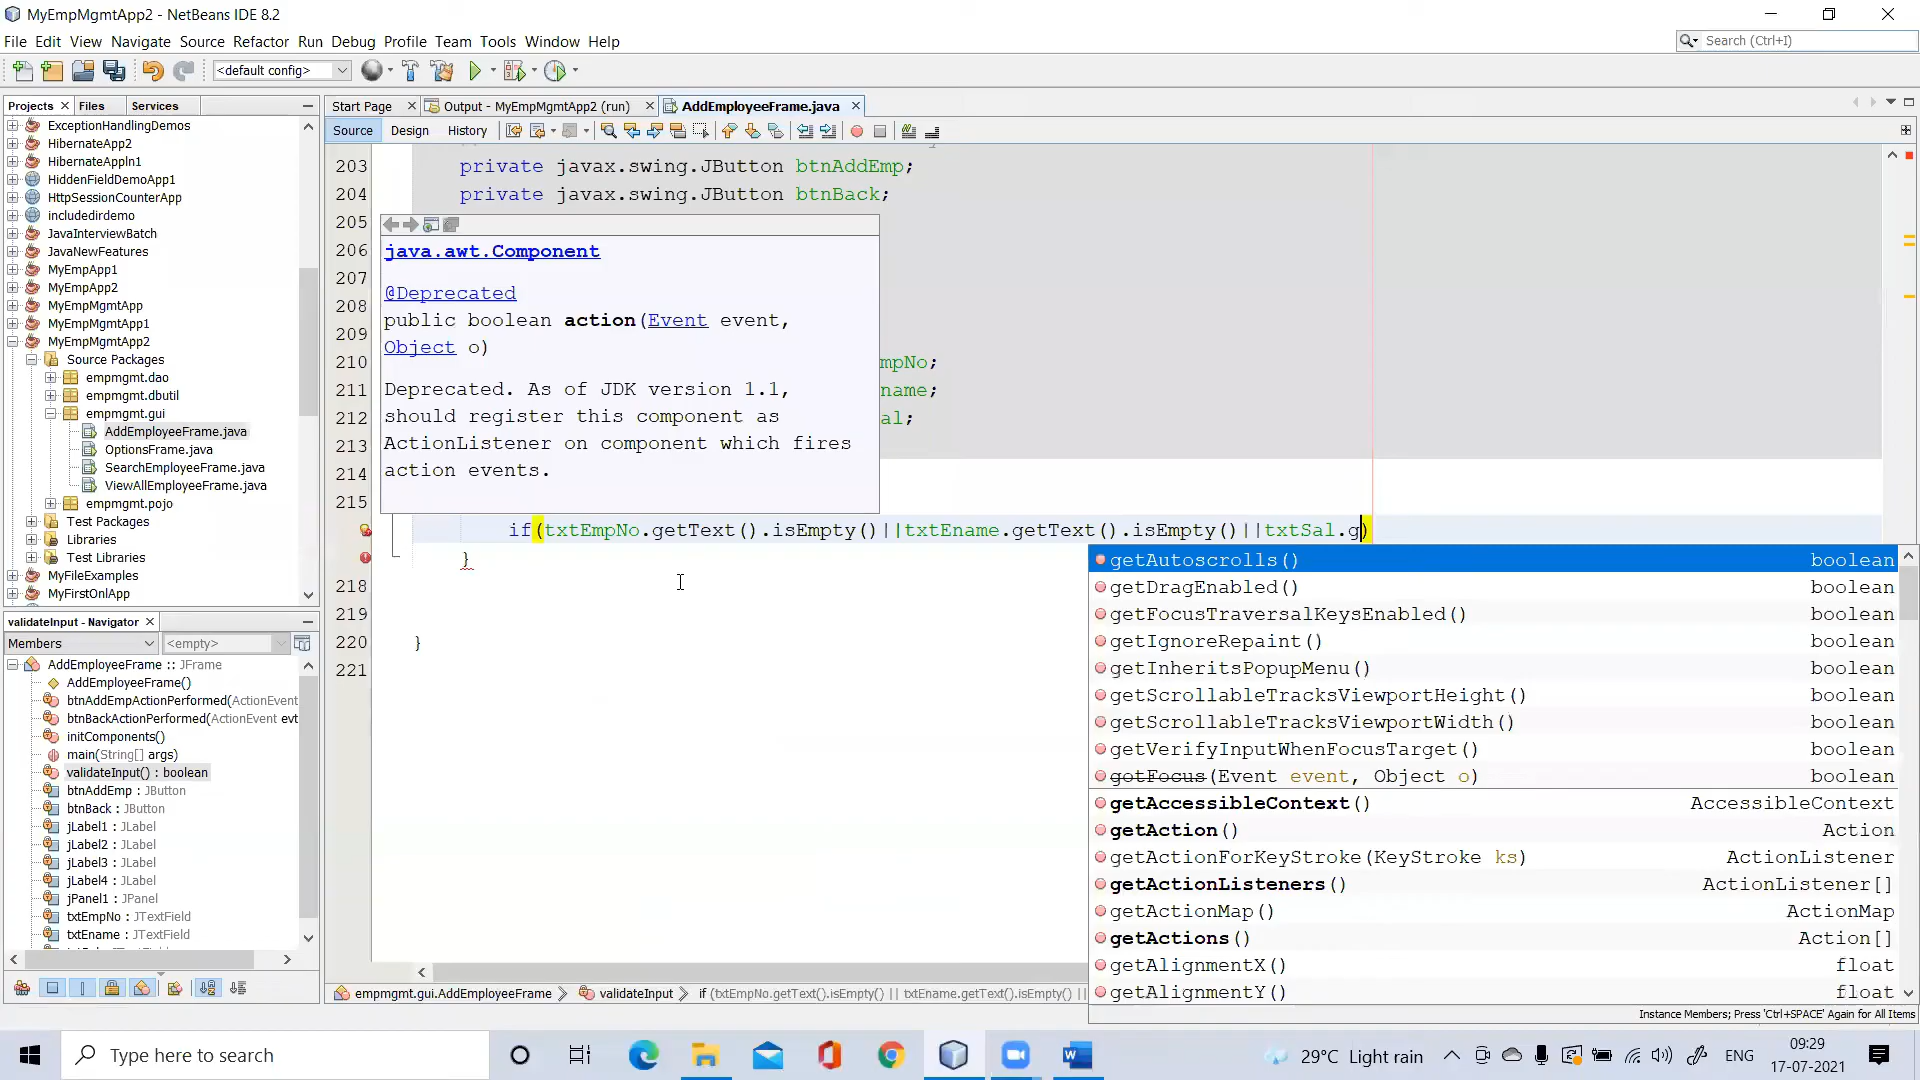 MyEmpMgmtApp2 - NetBeans IDE 8.2
File Edit View Navigate Source Refactor Run Debug Profile Team Tools Window Help
Search (Ctrl+I)
<default config>
Projects Files Services
Start Page Output - MyEmpMgmtApp2 (run) AddEmployeeFrame.java
Source Design History
ExceptionHandlingDemos
HibernateApp2
HibernateAppln1
HiddenFieldDemoApp1
HttpSessionCounterApp
includedirdemo
JavaInterviewBatch
JavaNewFeatures
MyEmpApp1
MyEmpApp2
MyEmpMgmtApp
MyEmpMgmtApp1
MyEmpMgmtApp2
Source Packages
empmgmt.dao
empmgmt.dbutil
empmgmt.gui
AddEmployeeFrame.java
OptionsFrame.java
SearchEmployeeFrame.java
ViewAllEmployeeFrame.java
empmgmt.pojo
Test Packages
Libraries
Test Libraries
MyFileExamples
MyFirstOnlApp
validateInput - Navigator
Members <empty>
AddEmployeeFrame :: JFrame
AddEmployeeFrame()
btnAddEmpActionPerformed(ActionEvent
btnBackActionPerformed(ActionEvent evt
initComponents()
main(String[] args)
validateInput() : boolean
btnAddEmp : JButton
btnBack : JButton
jLabel1 : JLabel
jLabel2 : JLabel
jLabel3 : JLabel
jLabel4 : JLabel
jPanel1 : JPanel
txtEmpNo : JTextField
txtEname : JTextField
203 private javax.swing.JButton btnAddEmp;
204 private javax.swing.JButton btnBack;
205
206
207
208
209
210 mpNo;
211 name;
212 al;
213
214
215
if(txtEmpNo.getText().isEmpty()||txtEname.getText().isEmpty()||txtSal.g)
}
218
219
220 }
221
java.awt.Component
@Deprecated
public boolean action(Event event,
Object o)
Deprecated. As of JDK version 1.1,
should register this component as
ActionListener on component which fires
action events.
getAutoscrolls() boolean
getDragEnabled() boolean
getFocusTraversalKeysEnabled() boolean
getIgnoreRepaint() boolean
getInheritsPopupMenu() boolean
getScrollableTracksViewportHeight() boolean
getScrollableTracksViewportWidth() boolean
getVerifyInputWhenFocusTarget() boolean
gotFocus(Event event, Object o) boolean
getAccessibleContext() AccessibleContext
getAction() Action
getActionForKeyStroke(KeyStroke ks) ActionListener
getActionListeners() ActionListener[]
getActionMap() ActionMap
getActions() Action[]
getAlignmentX() float
getAlignmentY() float
Instance Members; Press 'Ctrl+SPACE' Again for All Items
empmgmt.gui.AddEmployeeFrame validateInput if (txtEmpNo.getText().isEmpty() || txtEname.getText().isEmpty() ||
Type here to search
29°C Light rain
ENG
09:29
17-07-2021